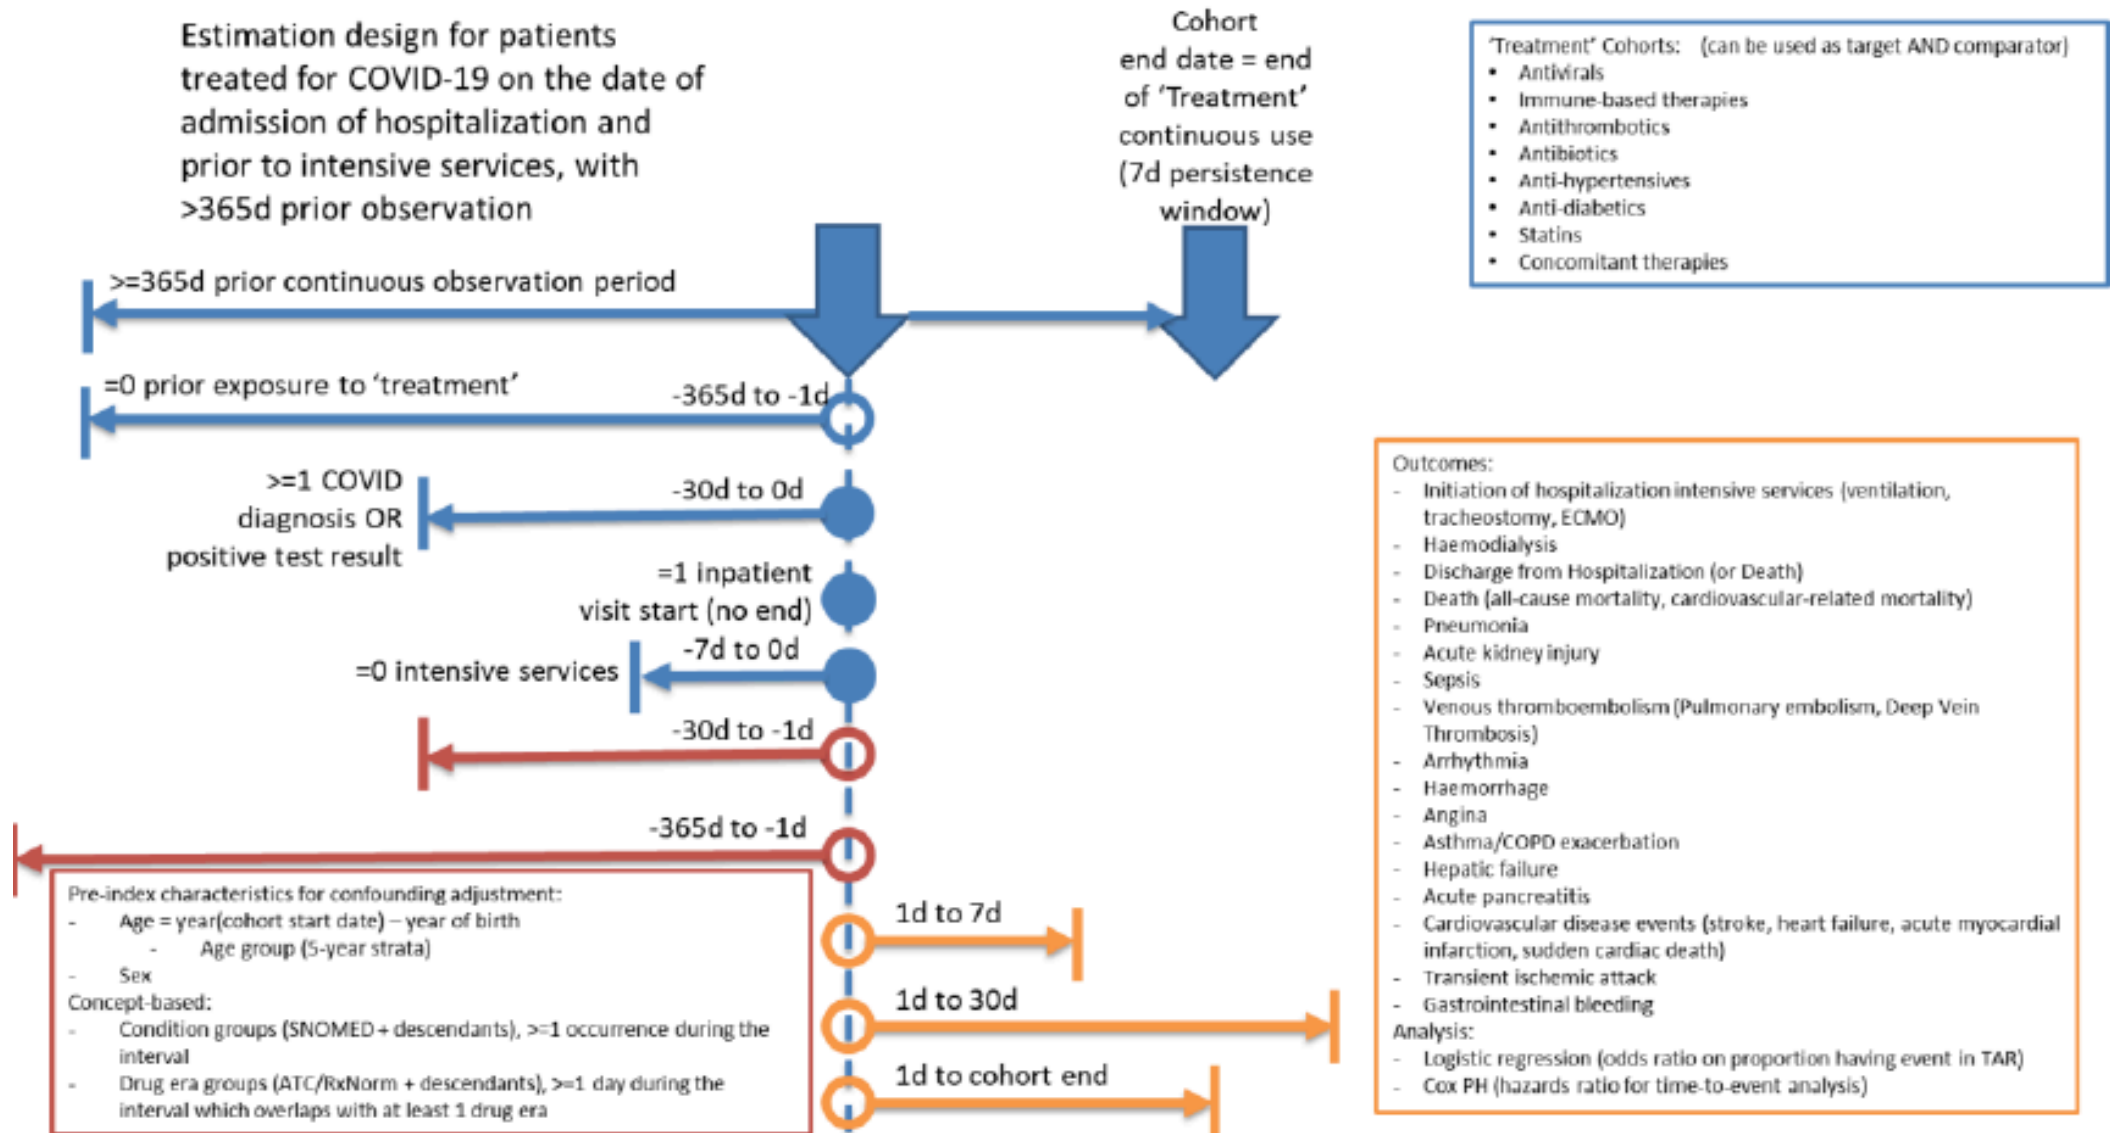 Estimation design for patients
treated for COVID-19 on the date of
admission of hospitalization and
prior to intensive services, with
>365d prior observation
Cohort
end date = end
of ‘Treatment’
continuous use
(7d persistence
window)
‘Treatment’ Cohorts: (can be used as target AND comparator)
• Antivirals
• Immune-based therapies
• Antithrombotics
• Antibiotics
• Anti-hypertensives
• Anti-diabetics
• Statins
• Concomitant therapies
>=365d prior continuous observation period
=0 prior exposure to ‘treatment’
-365d to -1d
>=1 COVID
diagnosis OR
positive test result
-30d to 0d
=1 inpatient
visit start (no end)
-7d to 0d
=0 intensive services
-30d to -1d
-365d to -1d
Pre-index characteristics for confounding adjustment:
- Age = year(cohort start date) – year of birth
- Age group (5-year strata)
- Sex
Concept-based:
- Condition groups (SNOMED + descendants), >=1 occurrence during the
interval
- Drug era groups (ATC/RxNorm + descendants), >=1 day during the
interval which overlaps with at least 1 drug era
1d to 7d
1d to 30d
1d to cohort end
Outcomes:
- Initiation of hospitalization intensive services (ventilation,
tracheostomy, ECMO)
- Haemodialysis
- Discharge from Hospitalization (or Death)
- Death (all-cause mortality, cardiovascular-related mortality)
- Pneumonia
- Acute kidney injury
- Sepsis
- Venous thromboembolism (Pulmonary embolism, Deep Vein
Thrombosis)
- Arrhythmia
- Haemorrhage
- Angina
- Asthma/COPD exacerbation
- Hepatic failure
- Acute pancreatitis
- Cardiovascular disease events (stroke, heart failure, acute myocardial
infarction, sudden cardiac death)
- Transient ischemic attack
- Gastrointestinal bleeding
Analysis:
- Logistic regression (odds ratio on proportion having event in TAR)
- Cox PH (hazards ratio for time-to-event analysis)